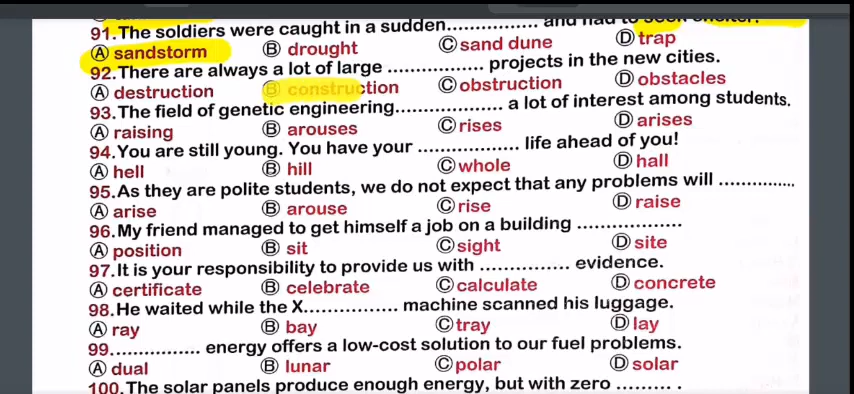 91.The soldiers were caught in a sudden................ and had to seek shelter.
Ⓐ sandstorm Ⓑ drought Ⓒ sand dune Ⓓ trap
92.There are always a lot of large ................. projects in the new cities.
Ⓐ destruction Ⓑ construction Ⓒ obstruction Ⓓ obstacles
93.The field of genetic engineering................... a lot of interest among students.
Ⓐ raising Ⓑ arouses Ⓒ rises Ⓓ arises
94.You are still young. You have your .................. life ahead of you!
Ⓐ hell Ⓑ hill Ⓒ whole Ⓓ hall
95.As they are polite students, we do not expect that any problems will ...............
Ⓐ arise Ⓑ arouse Ⓒ rise Ⓓ raise
96.My friend managed to get himself a job on a building ...................
Ⓐ position Ⓑ sit Ⓒ sight Ⓓ site
97.It is your responsibility to provide us with ................ evidence.
Ⓐ certificate Ⓑ celebrate Ⓒ calculate Ⓓ concrete
98.He waited while the X................. machine scanned his luggage.
Ⓐ ray Ⓑ bay Ⓒ tray Ⓓ lay
99................. energy offers a low-cost solution to our fuel problems.
Ⓐ dual Ⓑ lunar Ⓒ polar Ⓓ solar
100.The solar panels produce enough energy, but with zero ......... .